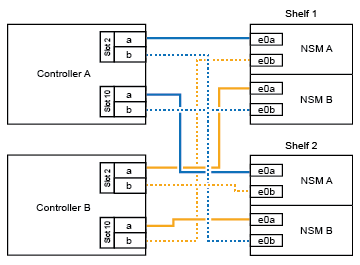 Shelf 1
Slot 2
a
b
e0a
e0b
NSM A
Controller A
Slot 10
a
b
e0a
e0b
NSM B
Shelf 2
Slot 2
a
b
e0a
e0b
NSM A
Controller B
Slot 10
a
b
e0a
e0b
NSM B